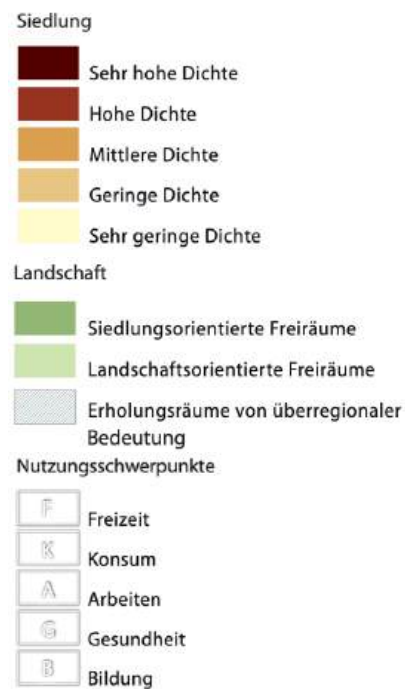 Siedlung
Sehr hohe Dichte
Hohe Dichte
Mittlere Dichte
Geringe Dichte
Sehr geringe Dichte
Landschaft
Siedlungsorientierte Freiräume
Landschaftsorientierte Freiräume
Erholungsräume von überregionaler
Bedeutung
Nutzungsschwerpunkte
F Freizeit
K Konsum
A Arbeiten
G Gesundheit
B Bildung